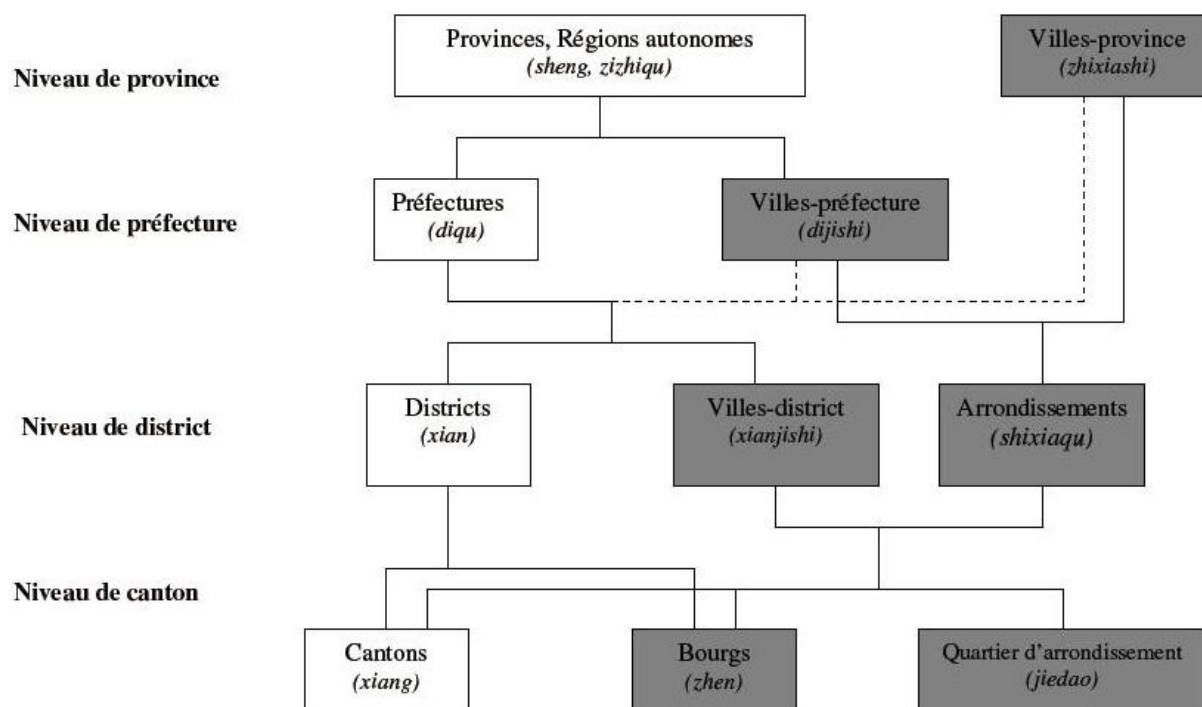 Niveau de province
Provinces, Régions autonomes
(sheng, zizhiqu)
Villes-province
(zhixiashi)
Niveau de préfecture
Préfectures
(diqu)
Villes-préfecture
(dijishi)
Niveau de district
Districts
(xian)
Villes-district
(xianjishi)
Arrondissements
(shixiaqu)
Niveau de canton
Cantons
(xiang)
Bourgs
(zhen)
Quartier d'arrondissement
(jiedao)